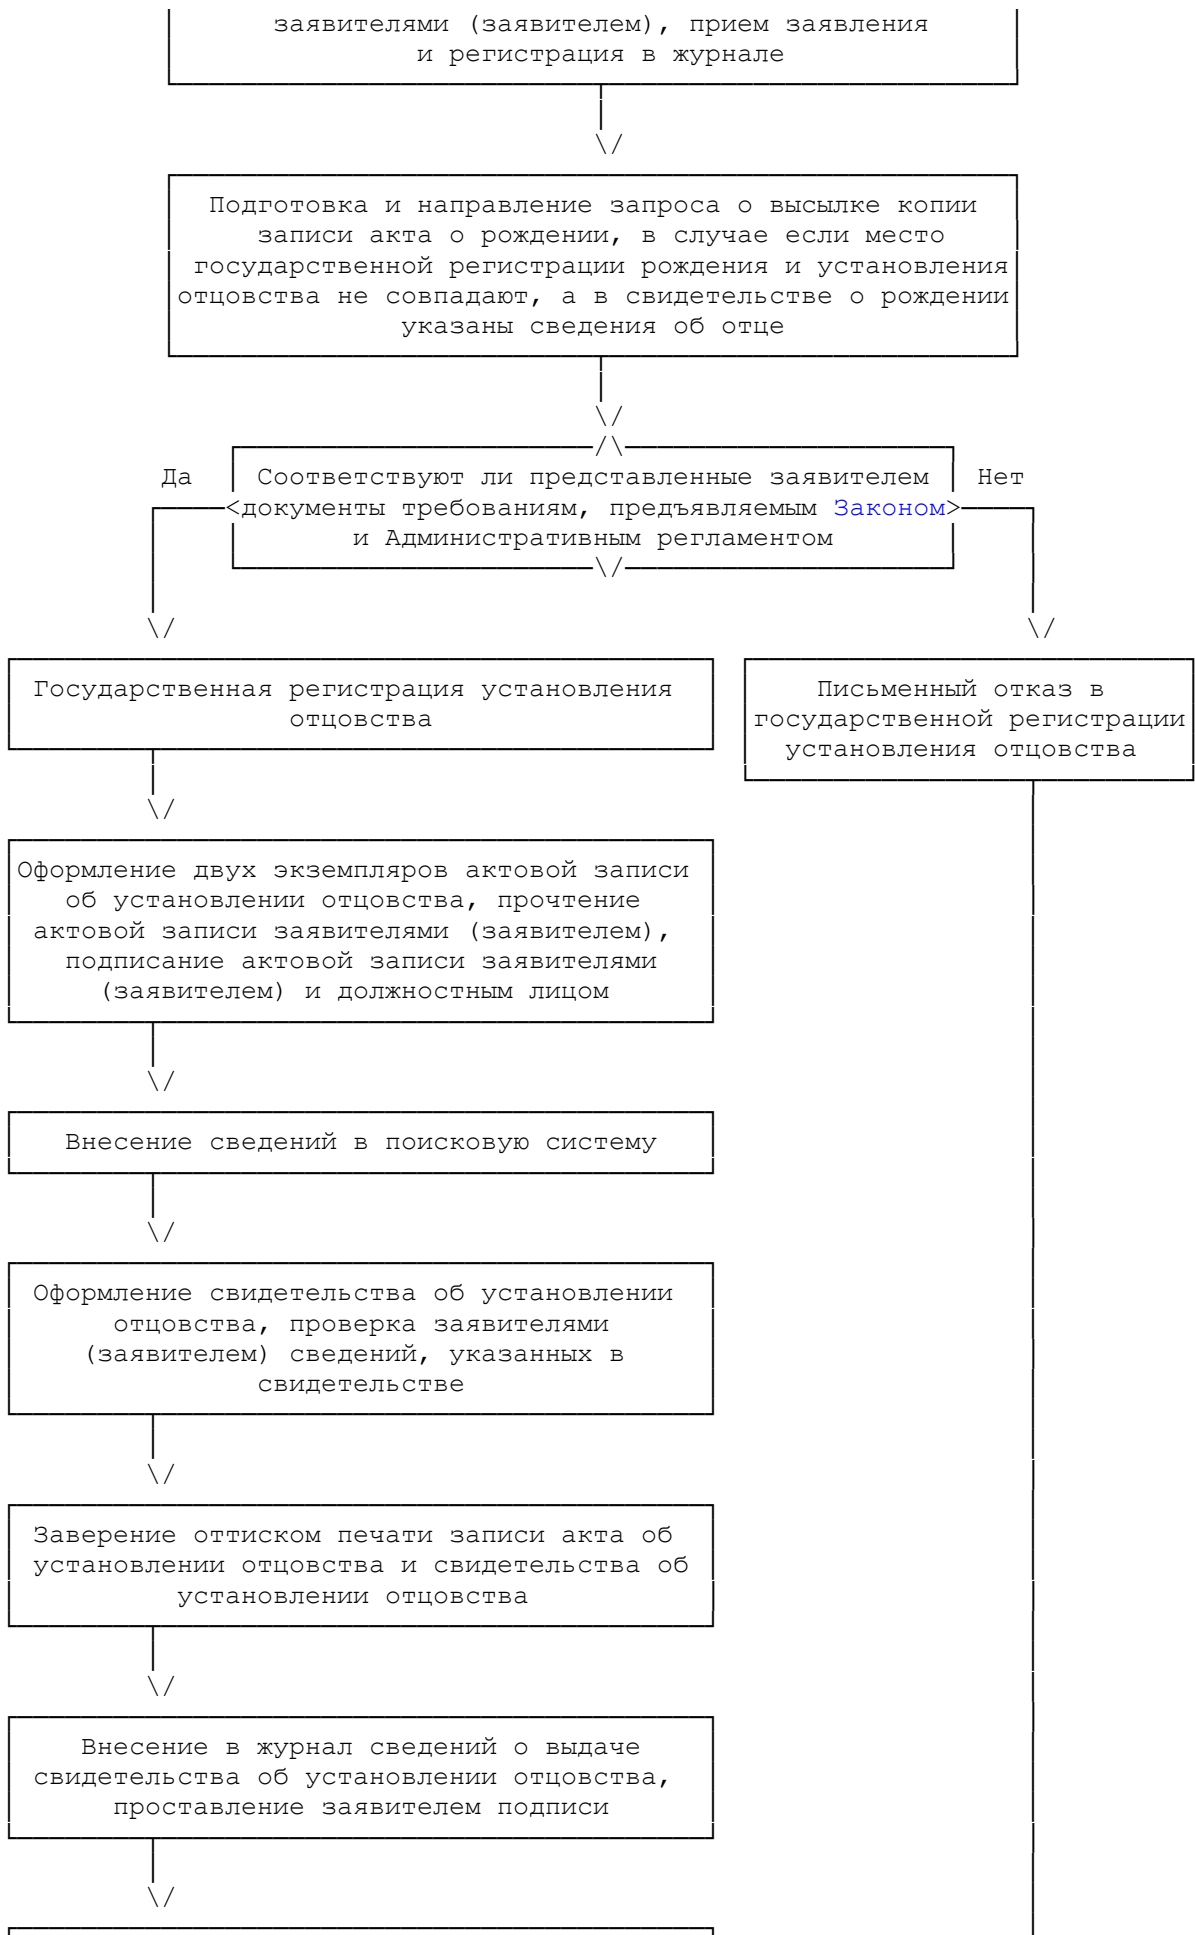 заявителями (заявителем), прием заявления
и регистрация в журнале
\/
Подготовка и направление запроса о высылке копии
записи акта о рождении, в случае если место
государственной регистрации рождения и установления
отцовства не совпадают, а в свидетельстве о рождении
указаны сведения об отце
\/
/\
Да Соответствуют ли представленные заявителем Нет
<документы требованиям, предъявляемым Законом>
и Административным регламентом
\/
\/ \/
Государственная регистрация установления
отцовства
Письменный отказ в
государственной регистрации
установления отцовства
\/
Оформление двух экземпляров актовой записи
об установлении отцовства, прочтение
актовой записи заявителями (заявителем),
подписание актовой записи заявителями
(заявителем) и должностным лицом
\/
Внесение сведений в поисковую систему
\/
Оформление свидетельства об установлении
отцовства, проверка заявителями
(заявителем) сведений, указанных в
свидетельстве
\/
Заверение оттиском печати записи акта об
установлении отцовства и свидетельства об
установлении отцовства
\/
Внесение в журнал сведений о выдаче
свидетельства об установлении отцовства,
проставление заявителем подписи
\/